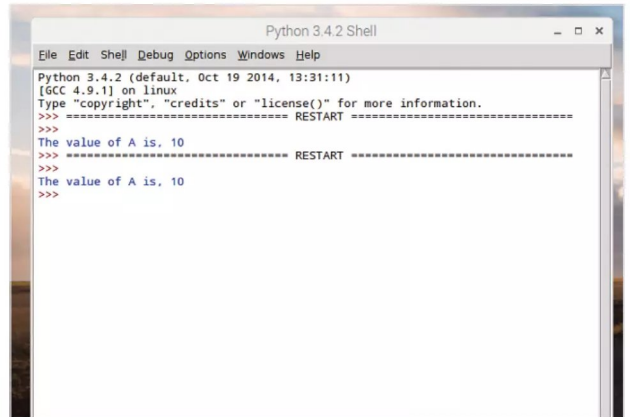 Python 3.4.2 Shell
File Edit Shell Debug Options Windows Help
Python 3.4.2 (default, Oct 19 2014, 13:31:11)
[GCC 4.9.1] on linux
Type "copyright", "credits" or "license()" for more information.
>>> ================================ RESTART ================================
>>>
The value of A is, 10
>>> ================================ RESTART ================================
>>>
The value of A is, 10
>>>